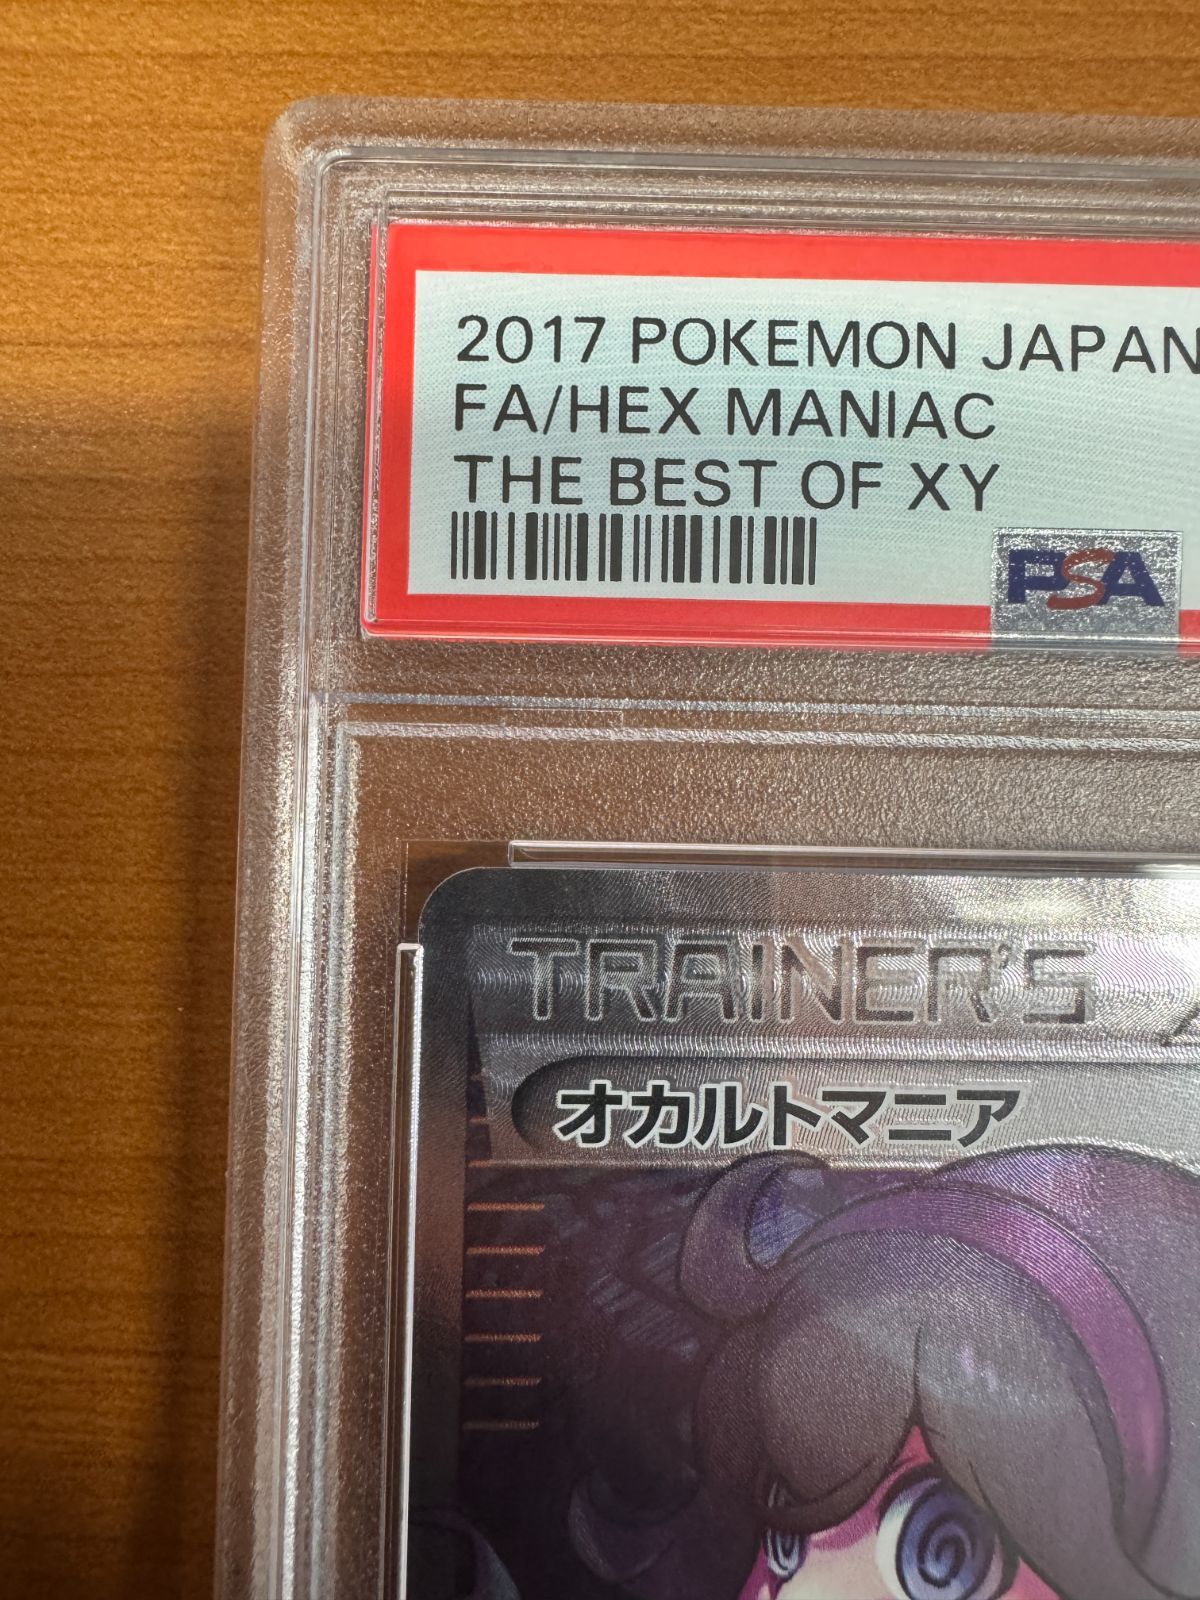 2017 POKEMON JAPAN
FA/HEX MANIAC
THE BEST OF XY
PSA
TRAINER'S
オカルトマニア